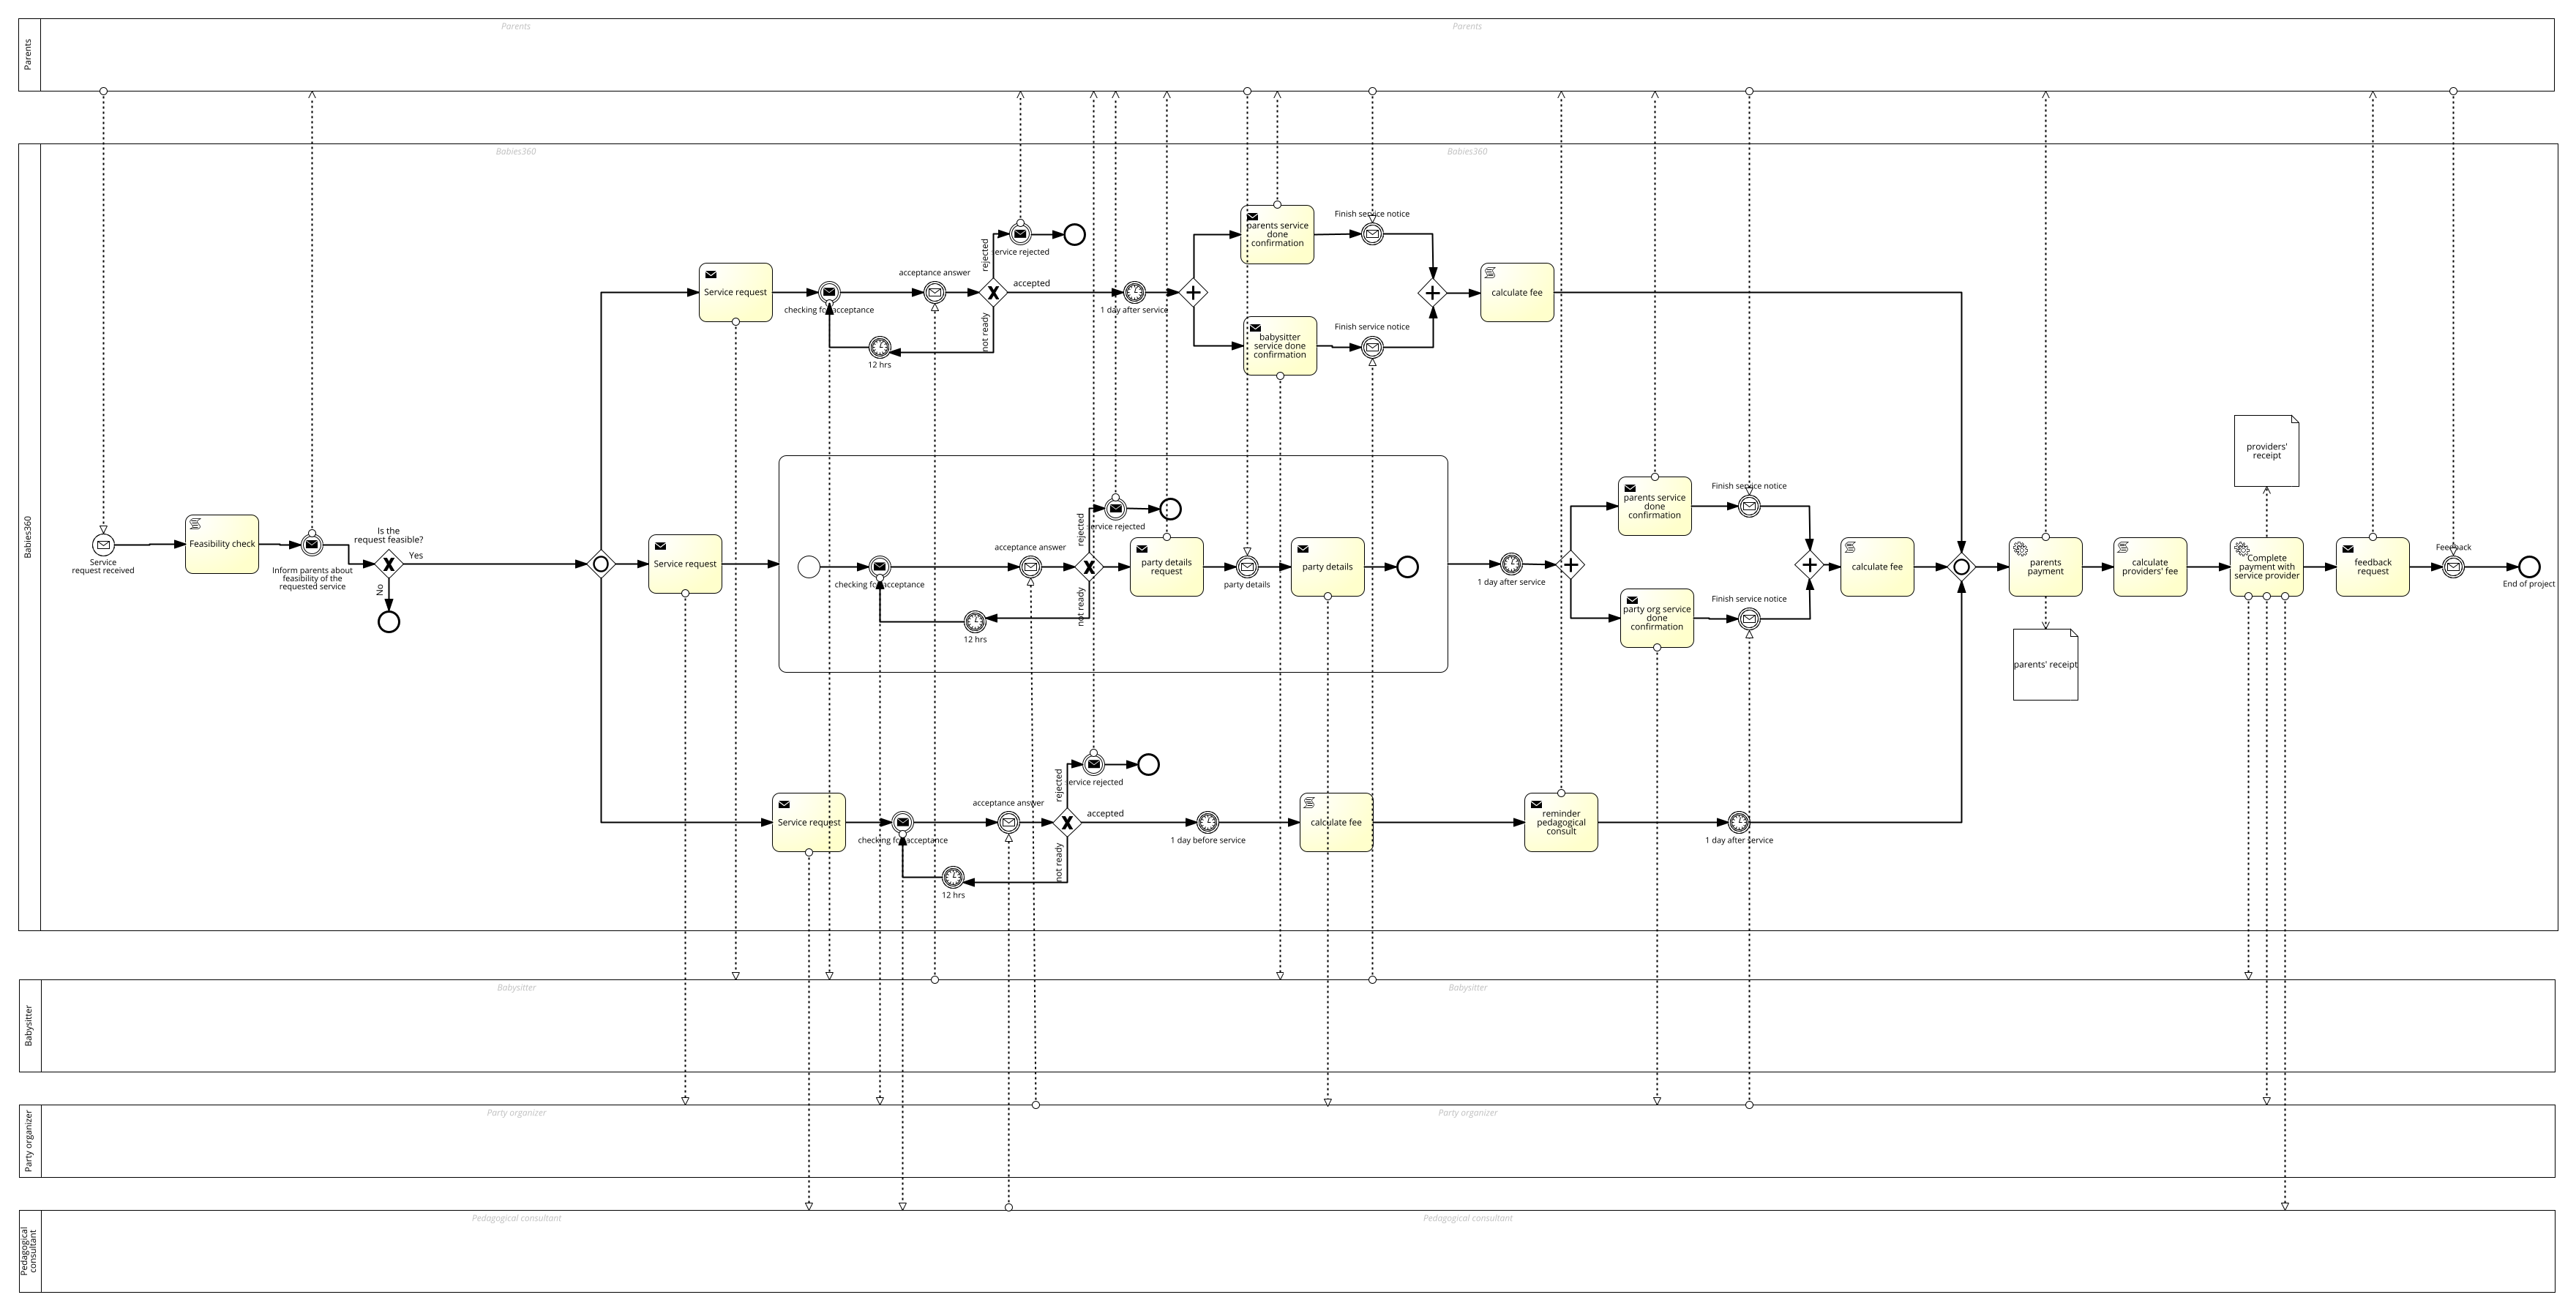 Parents
Parents
Parents
Babies360
Babies360
Babies360
Service
request received
Feasibility check
Inform parents about
feasibility of the
requested service
Is the
request feasible?
Yes
No
Service request
checking for acceptance
acceptance answer
12 hrs
rejected
not ready
accepted
service rejected
1 day after service
parents service
done
confirmation
Finish service notice
babysitter
service done
confirmation
Finish service notice
calculate fee
Service request
checking for acceptance
acceptance answer
12 hrs
rejected
not ready
service rejected
party details
request
party details
party details
1 day after service
parents service
done
confirmation
Finish service notice
party org service
done
confirmation
Finish service notice
calculate fee
Service request
checking for acceptance
acceptance answer
12 hrs
rejected
not ready
accepted
service rejected
1 day before service
calculate fee
reminder
pedagogical
consult
1 day after service
parents
payment
parents' receipt
calculate
providers' fee
providers'
receipt
Complete
payment with
service provider
feedback
request
Feedback
End of project
Babysitter
Babysitter
Babysitter
Party organizer
Party organizer
Party organizer
Pedagogical
consultant
Pedagogical consultant
Pedagogical consultant